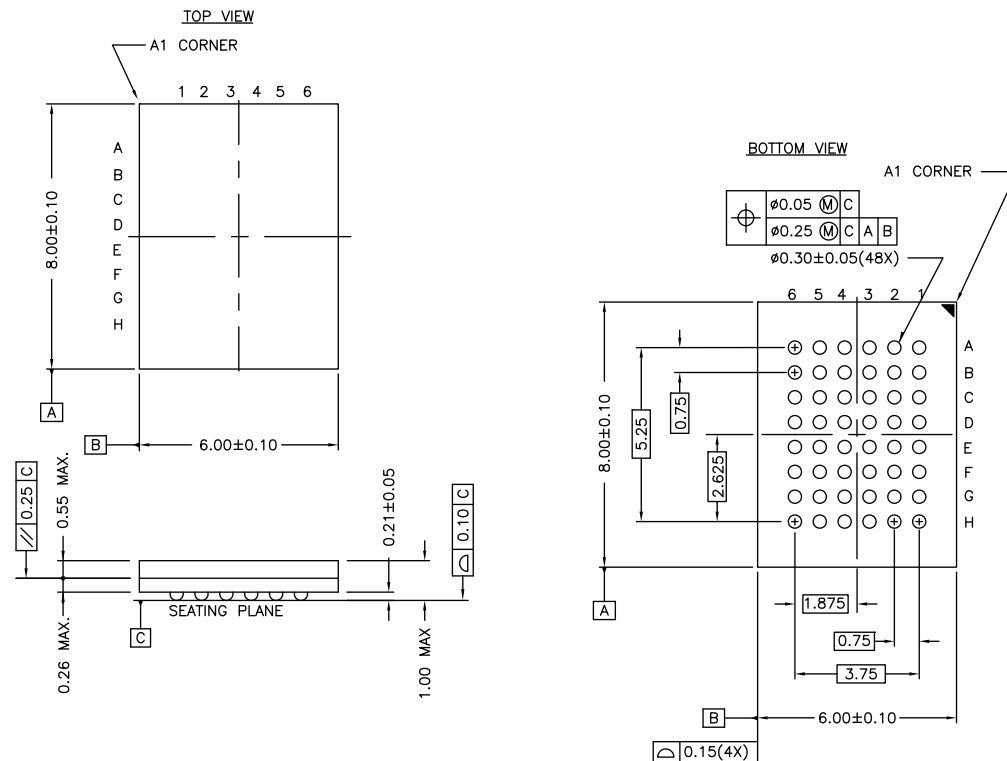 TOP VIEW
A1 CORNER
1 2 3 4 5 6
A
B
C
D
E
F
G
H
8.00±0.10
A
B
6.00±0.10
// 0.25 C
0.55 MAX.
0.21±0.05
⌓ 0.10 C
SEATING PLANE
C
0.26 MAX.
1.00 MAX
BOTTOM VIEW
A1 CORNER
⌖ ø0.05 Ⓜ C
ø0.25 Ⓜ C A B
ø0.30±0.05(48X)
6 5 4 3 2 1
A
B
C
D
E
F
G
H
8.00±0.10
5.25
0.75
2.625
A
1.875
0.75
3.75
B
6.00±0.10
⌓ 0.15(4X)